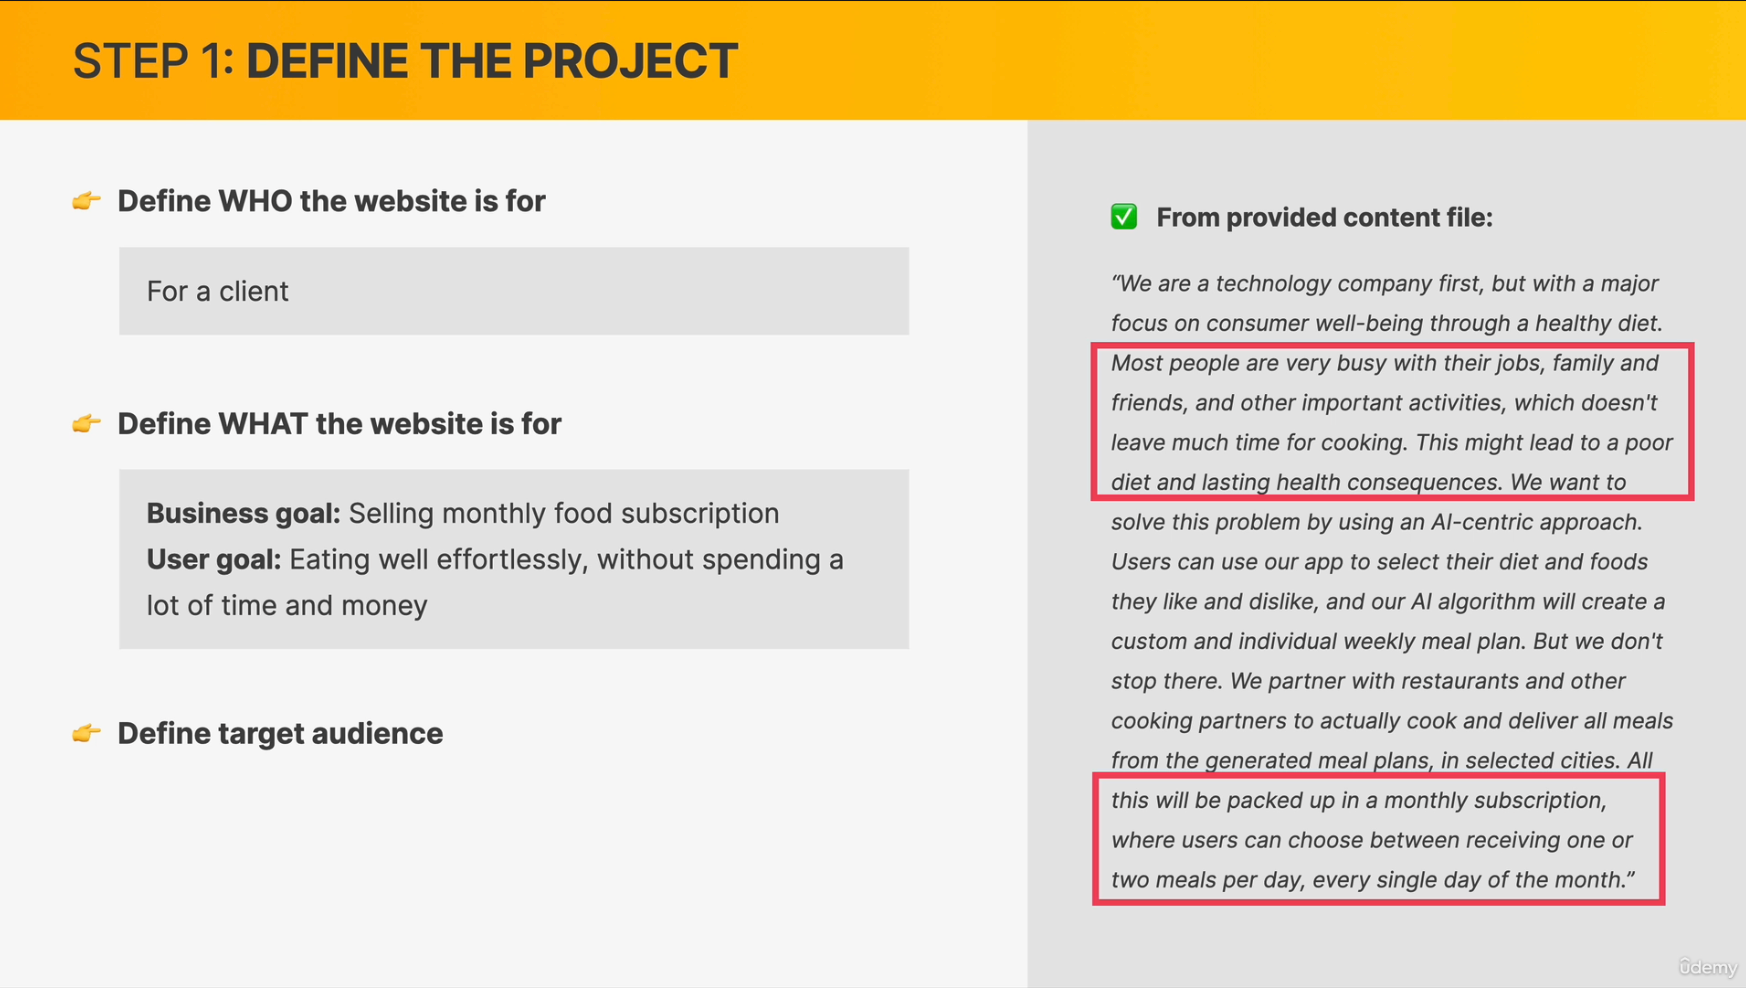 STEP 1: DEFINE THE PROJECT
Define WHO the website is for
For a client
Define WHAT the website is for
Business goal: Selling monthly food subscription
User goal: Eating well effortlessly, without spending a
lot of time and money
Define target audience
From provided content file:
“We are a technology company first, but with a major
focus on consumer well-being through a healthy diet.
Most people are very busy with their jobs, family and
friends, and other important activities, which doesn't
leave much time for cooking. This might lead to a poor
diet and lasting health consequences. We want to
solve this problem by using an AI-centric approach.
Users can use our app to select their diet and foods
they like and dislike, and our AI algorithm will create a
custom and individual weekly meal plan. But we don't
stop there. We partner with restaurants and other
cooking partners to actually cook and deliver all meals
from the generated meal plans, in selected cities. All
this will be packed up in a monthly subscription,
where users can choose between receiving one or
two meals per day, every single day of the month.”
ûdemy